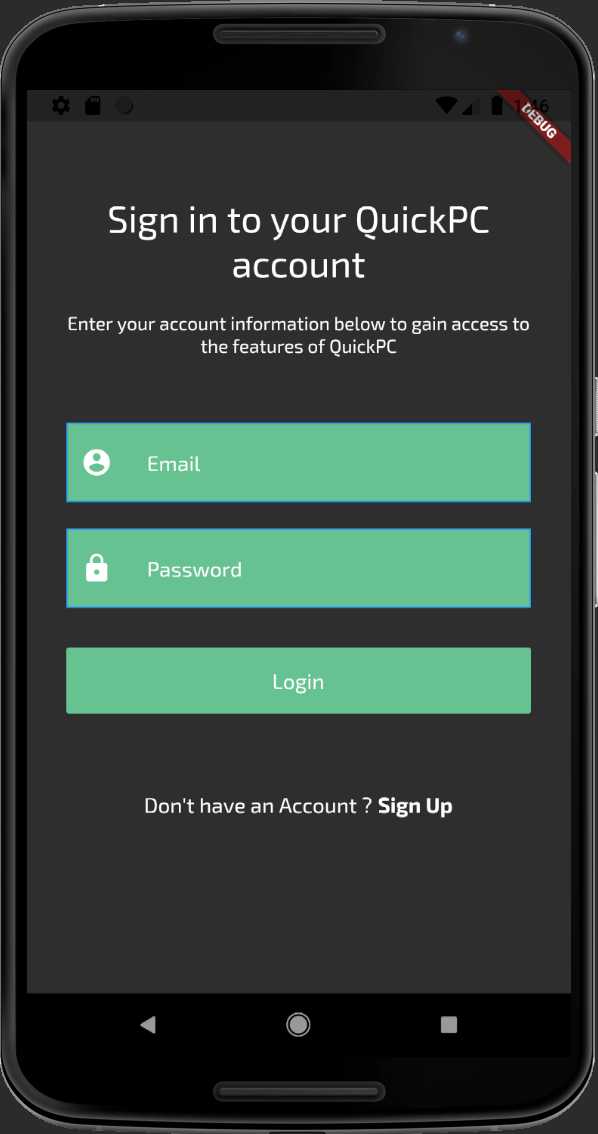 DEBUG
Sign in to your QuickPC
account
Enter your account information below to gain access to
the features of QuickPC
Email
Password
Login
Don't have an Account ? Sign Up